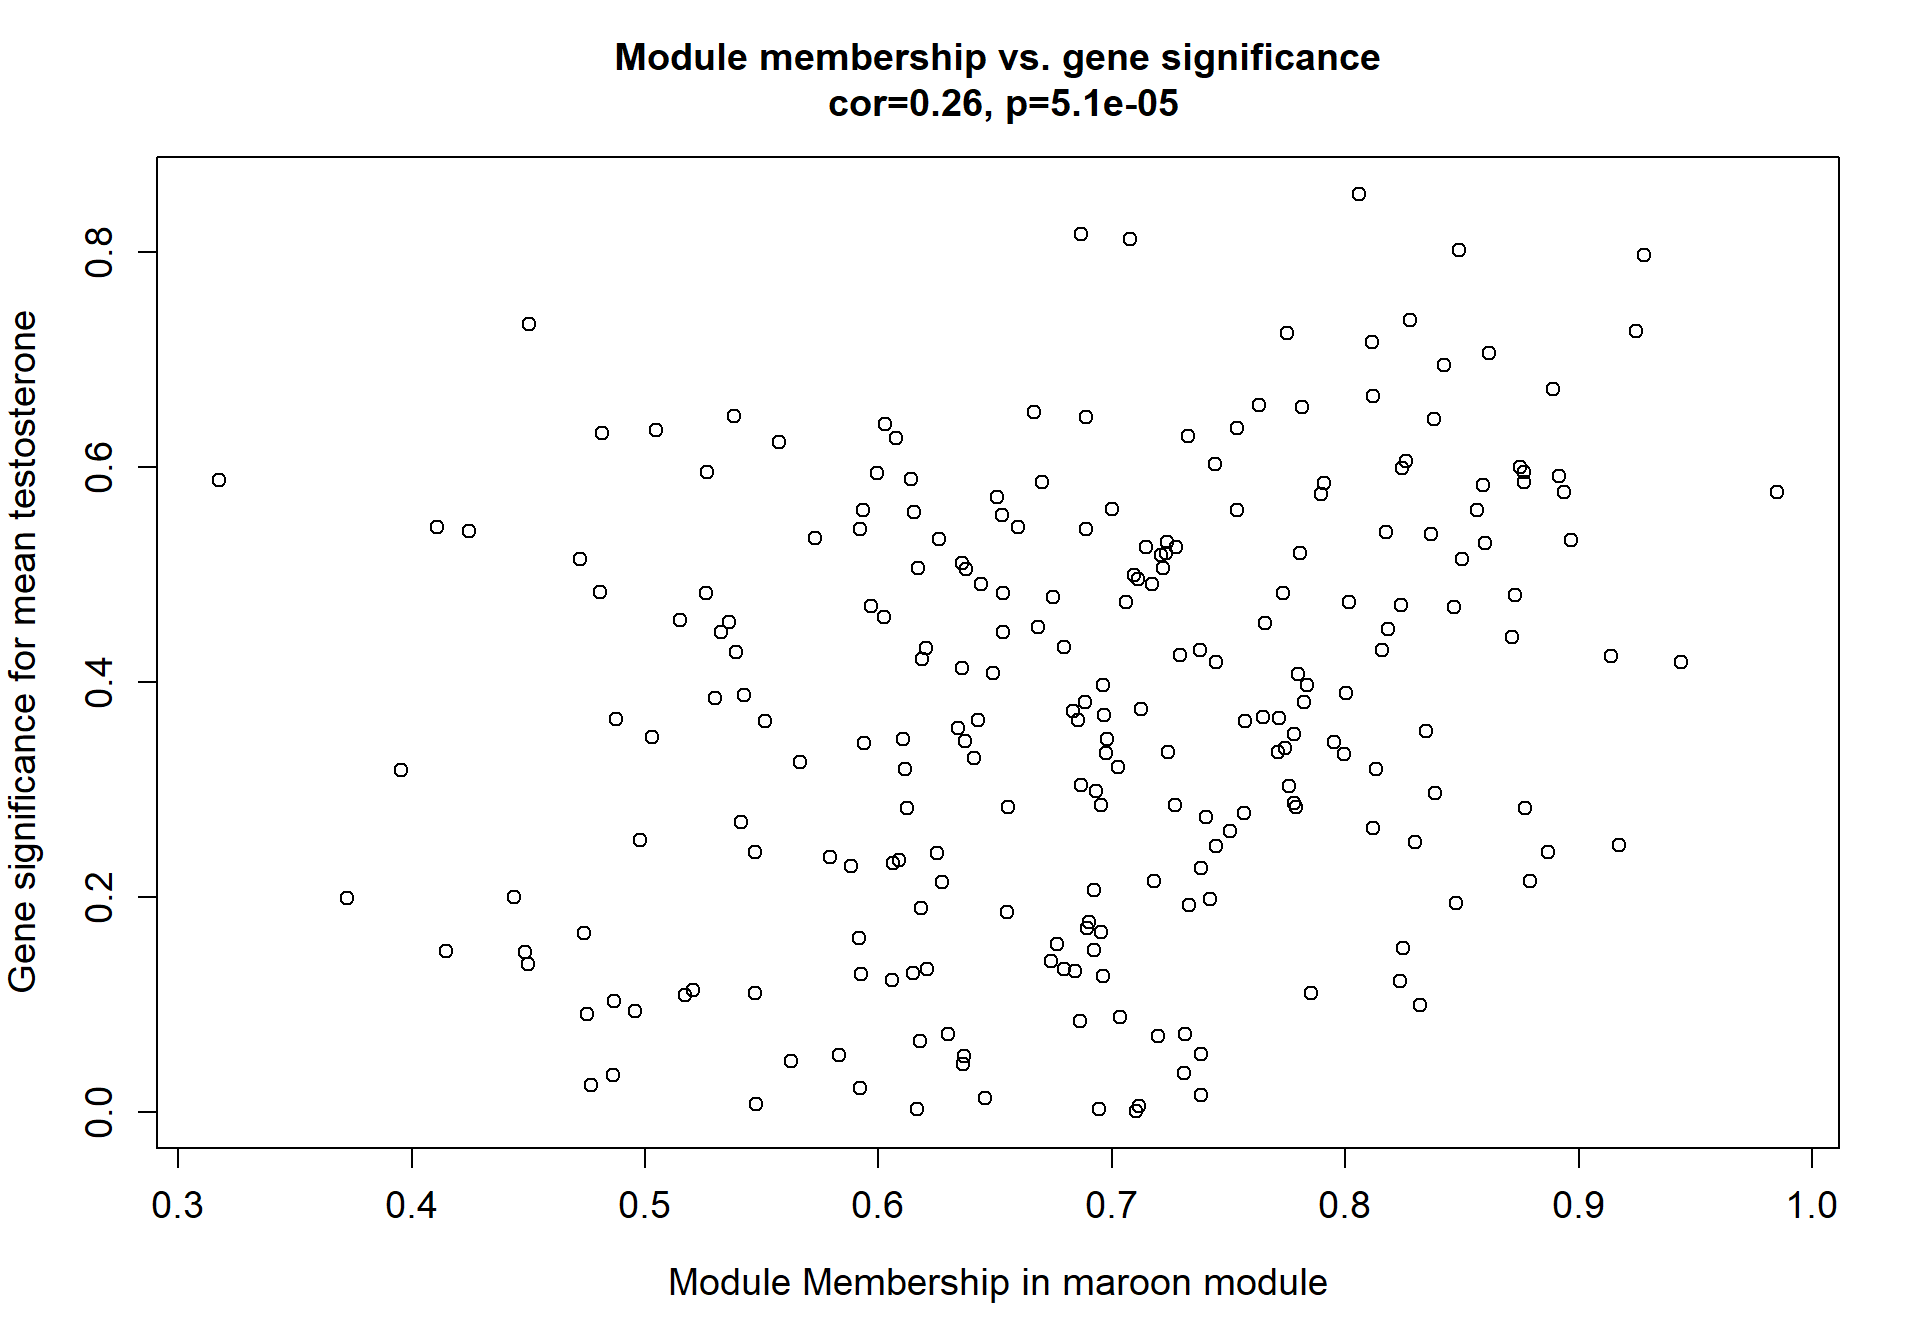 Module membership vs. gene significance
cor=0.26, p=5.1e-05
Gene significance for mean testosterone
0.8
0.6
0.4
0.2
0.0
0.3 0.4 0.5 0.6 0.7 0.8 0.9 1.0
Module Membership in maroon module